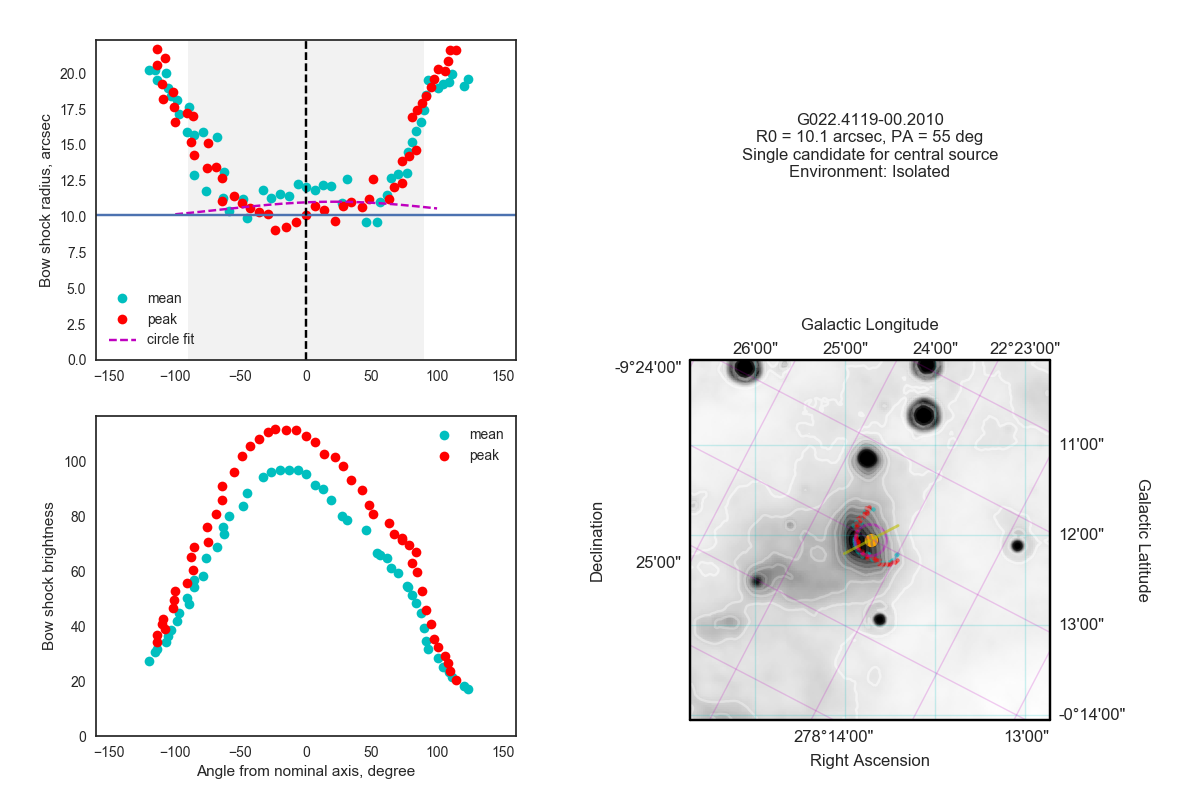 Bow shock radius, arcsec
20.0
17.5
15.0
12.5
10.0
7.5
5.0
2.5
0.0
mean
peak
circle fit
−150 −100 −50 0 50 100 150
G022.4119-00.2010
R0 = 10.1 arcsec, PA = 55 deg
Single candidate for central source
Environment: Isolated
Bow shock brightness
100
80
60
40
20
0
mean
peak
−150 −100 −50 0 50 100 150
Angle from nominal axis, degree
Galactic Longitude
26'00" 25'00" 24'00" 22°23'00"
-9°24'00"
25'00"
Declination
11'00"
12'00"
13'00"
-0°14'00"
Galactic Latitude
278°14'00" 13'00"
Right Ascension